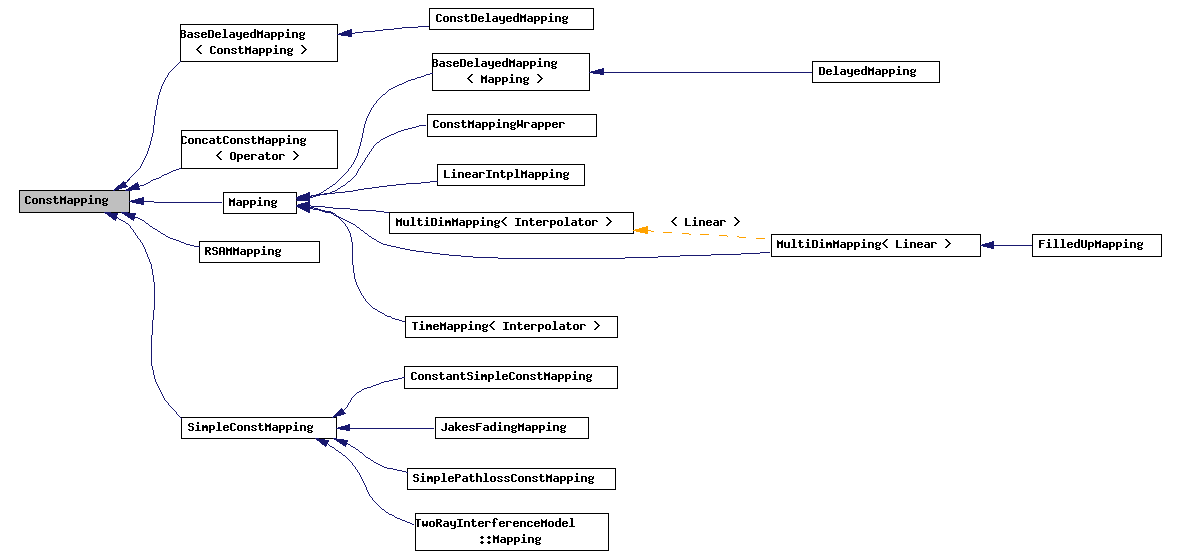 ConstDelayedMapping
BaseDelayedMapping
< ConstMapping >
BaseDelayedMapping
< Mapping >
DelayedMapping
ConstMappingWrapper
ConcatConstMapping
< Operator >
LinearIntplMapping
ConstMapping
Mapping
MultiDimMapping< Interpolator >
< Linear >
MultiDimMapping< Linear >
FilledUpMapping
RSAMMapping
TimeMapping< Interpolator >
ConstantSimpleConstMapping
SimpleConstMapping
JakesFadingMapping
SimplePathlossConstMapping
TwoRayInterferenceModel
::Mapping